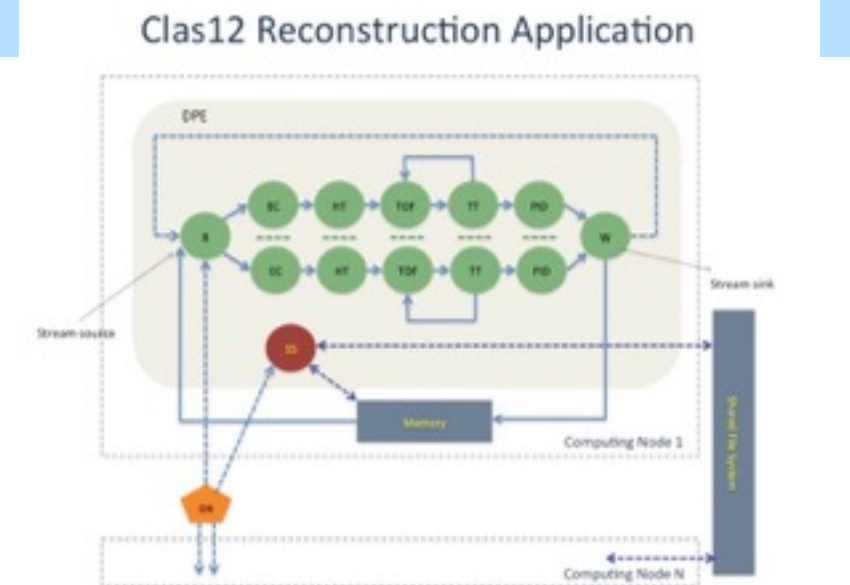 Clas12 Reconstruction Application
DPE
EC HT TOF TT PID
R W
EC HT TOF TT PID
Stream sink
Stream source
SS
Memory
Shared File System
Computing Node 1
OR
Computing Node N